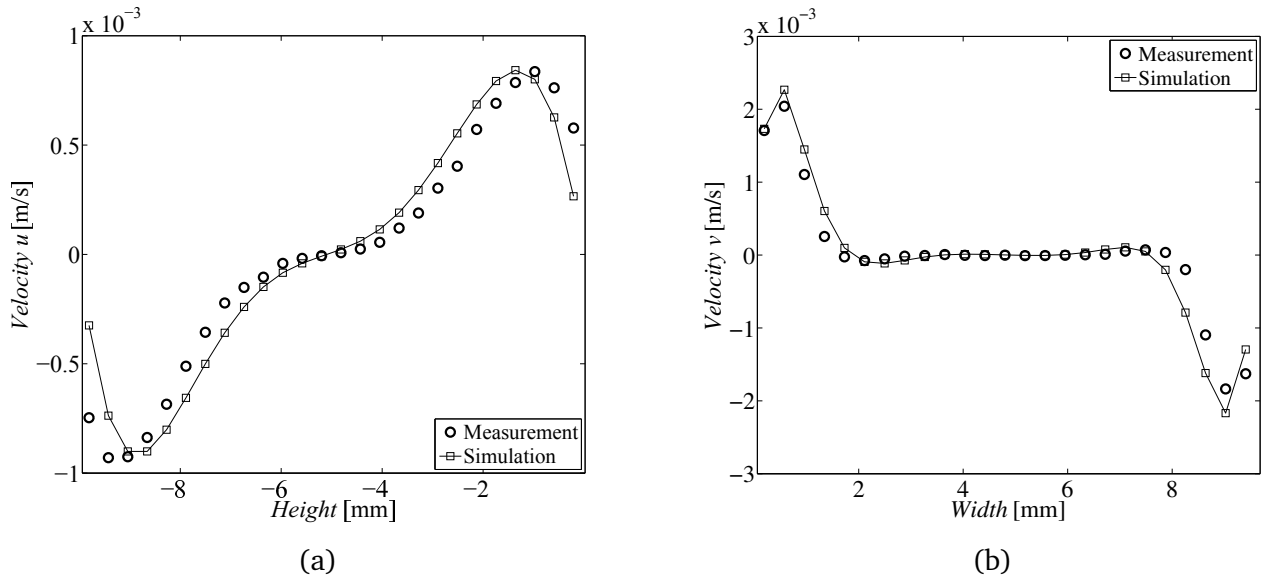 1 x 10⁻³
0.5
0
−0.5
−1
Velocity u [m/s]
−8
−6
−4
−2
Height [mm]
Measurement
Simulation
(a)
3 x 10⁻³
2
1
0
−1
−2
−3
Velocity v [m/s]
2
4
6
8
Width [mm]
Measurement
Simulation
(b)